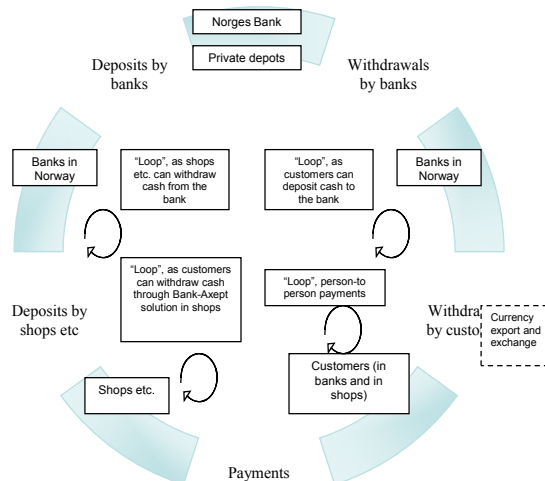 Norges Bank
Private depots
Deposits by
banks
Withdrawals
by banks
Banks in
Norway
"Loop", as shops
etc. can withdraw
cash from the
bank
"Loop", as
customers can
deposit cash to
the bank
Banks in
Norway
"Loop", as customers
can withdraw cash
through Bank-Axept
solution in shops
"Loop", person-to
person payments
Deposits by
shops etc
Withdra
by custo
Currency
export and
exchange
Shops etc.
Customers (in
banks and in
shops)
Payments